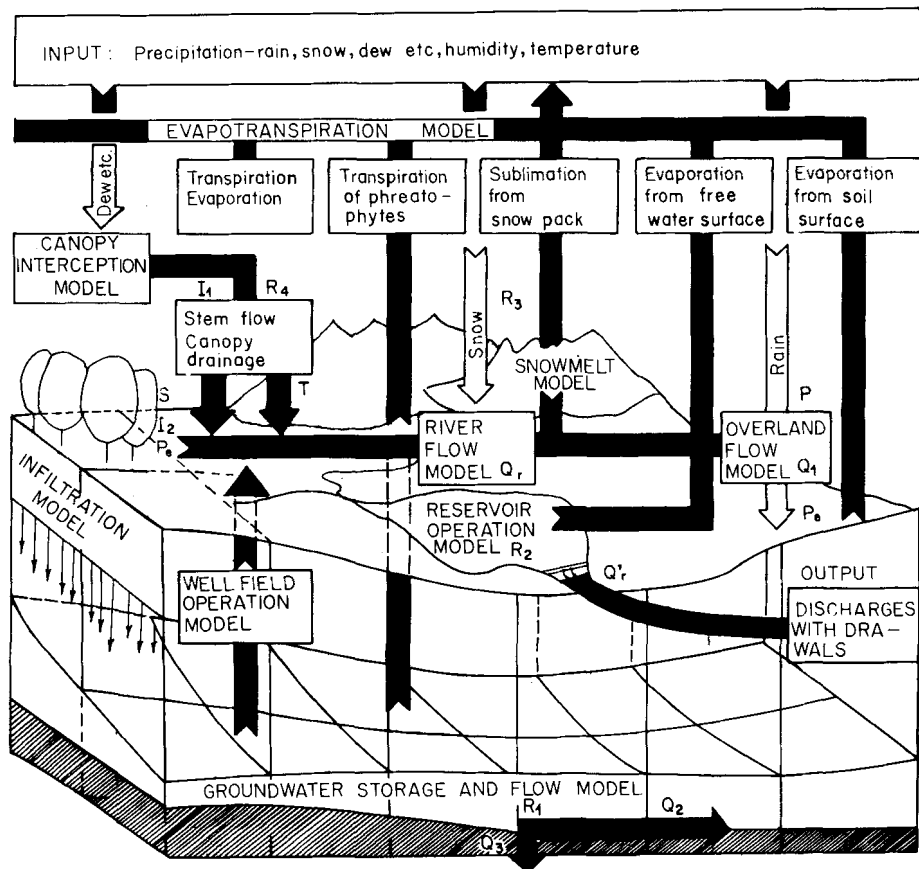 INPUT: Precipitation-rain, snow, dew etc, humidity, temperature
EVAPOTRANSPIRATION MODEL
Dew etc.
Transpiration
Evaporation
Transpiration
of phreato-
phytes
Sublimation
from
snow pack
Evaporation
from free
water surface
Evaporation
from soil
surface
CANOPY
INTERCEPTION
MODEL
I1
R4
Stem flow
Canopy
drainage
Snow
R3
SNOWMELT
MODEL
Rain
P
S
T
I2
Pe
RIVER
FLOW
MODEL Qr
OVERLAND
FLOW
MODEL Q1
Pe
INFILTRATION
MODEL
RESERVOIR
OPERATION
MODEL R2
Q'r
OUTPUT
WELL FIELD
OPERATION
MODEL
DISCHARGES
WITH DRA-
WALS
GROUNDWATER STORAGE AND FLOW MODEL
R1
Q2
Q3